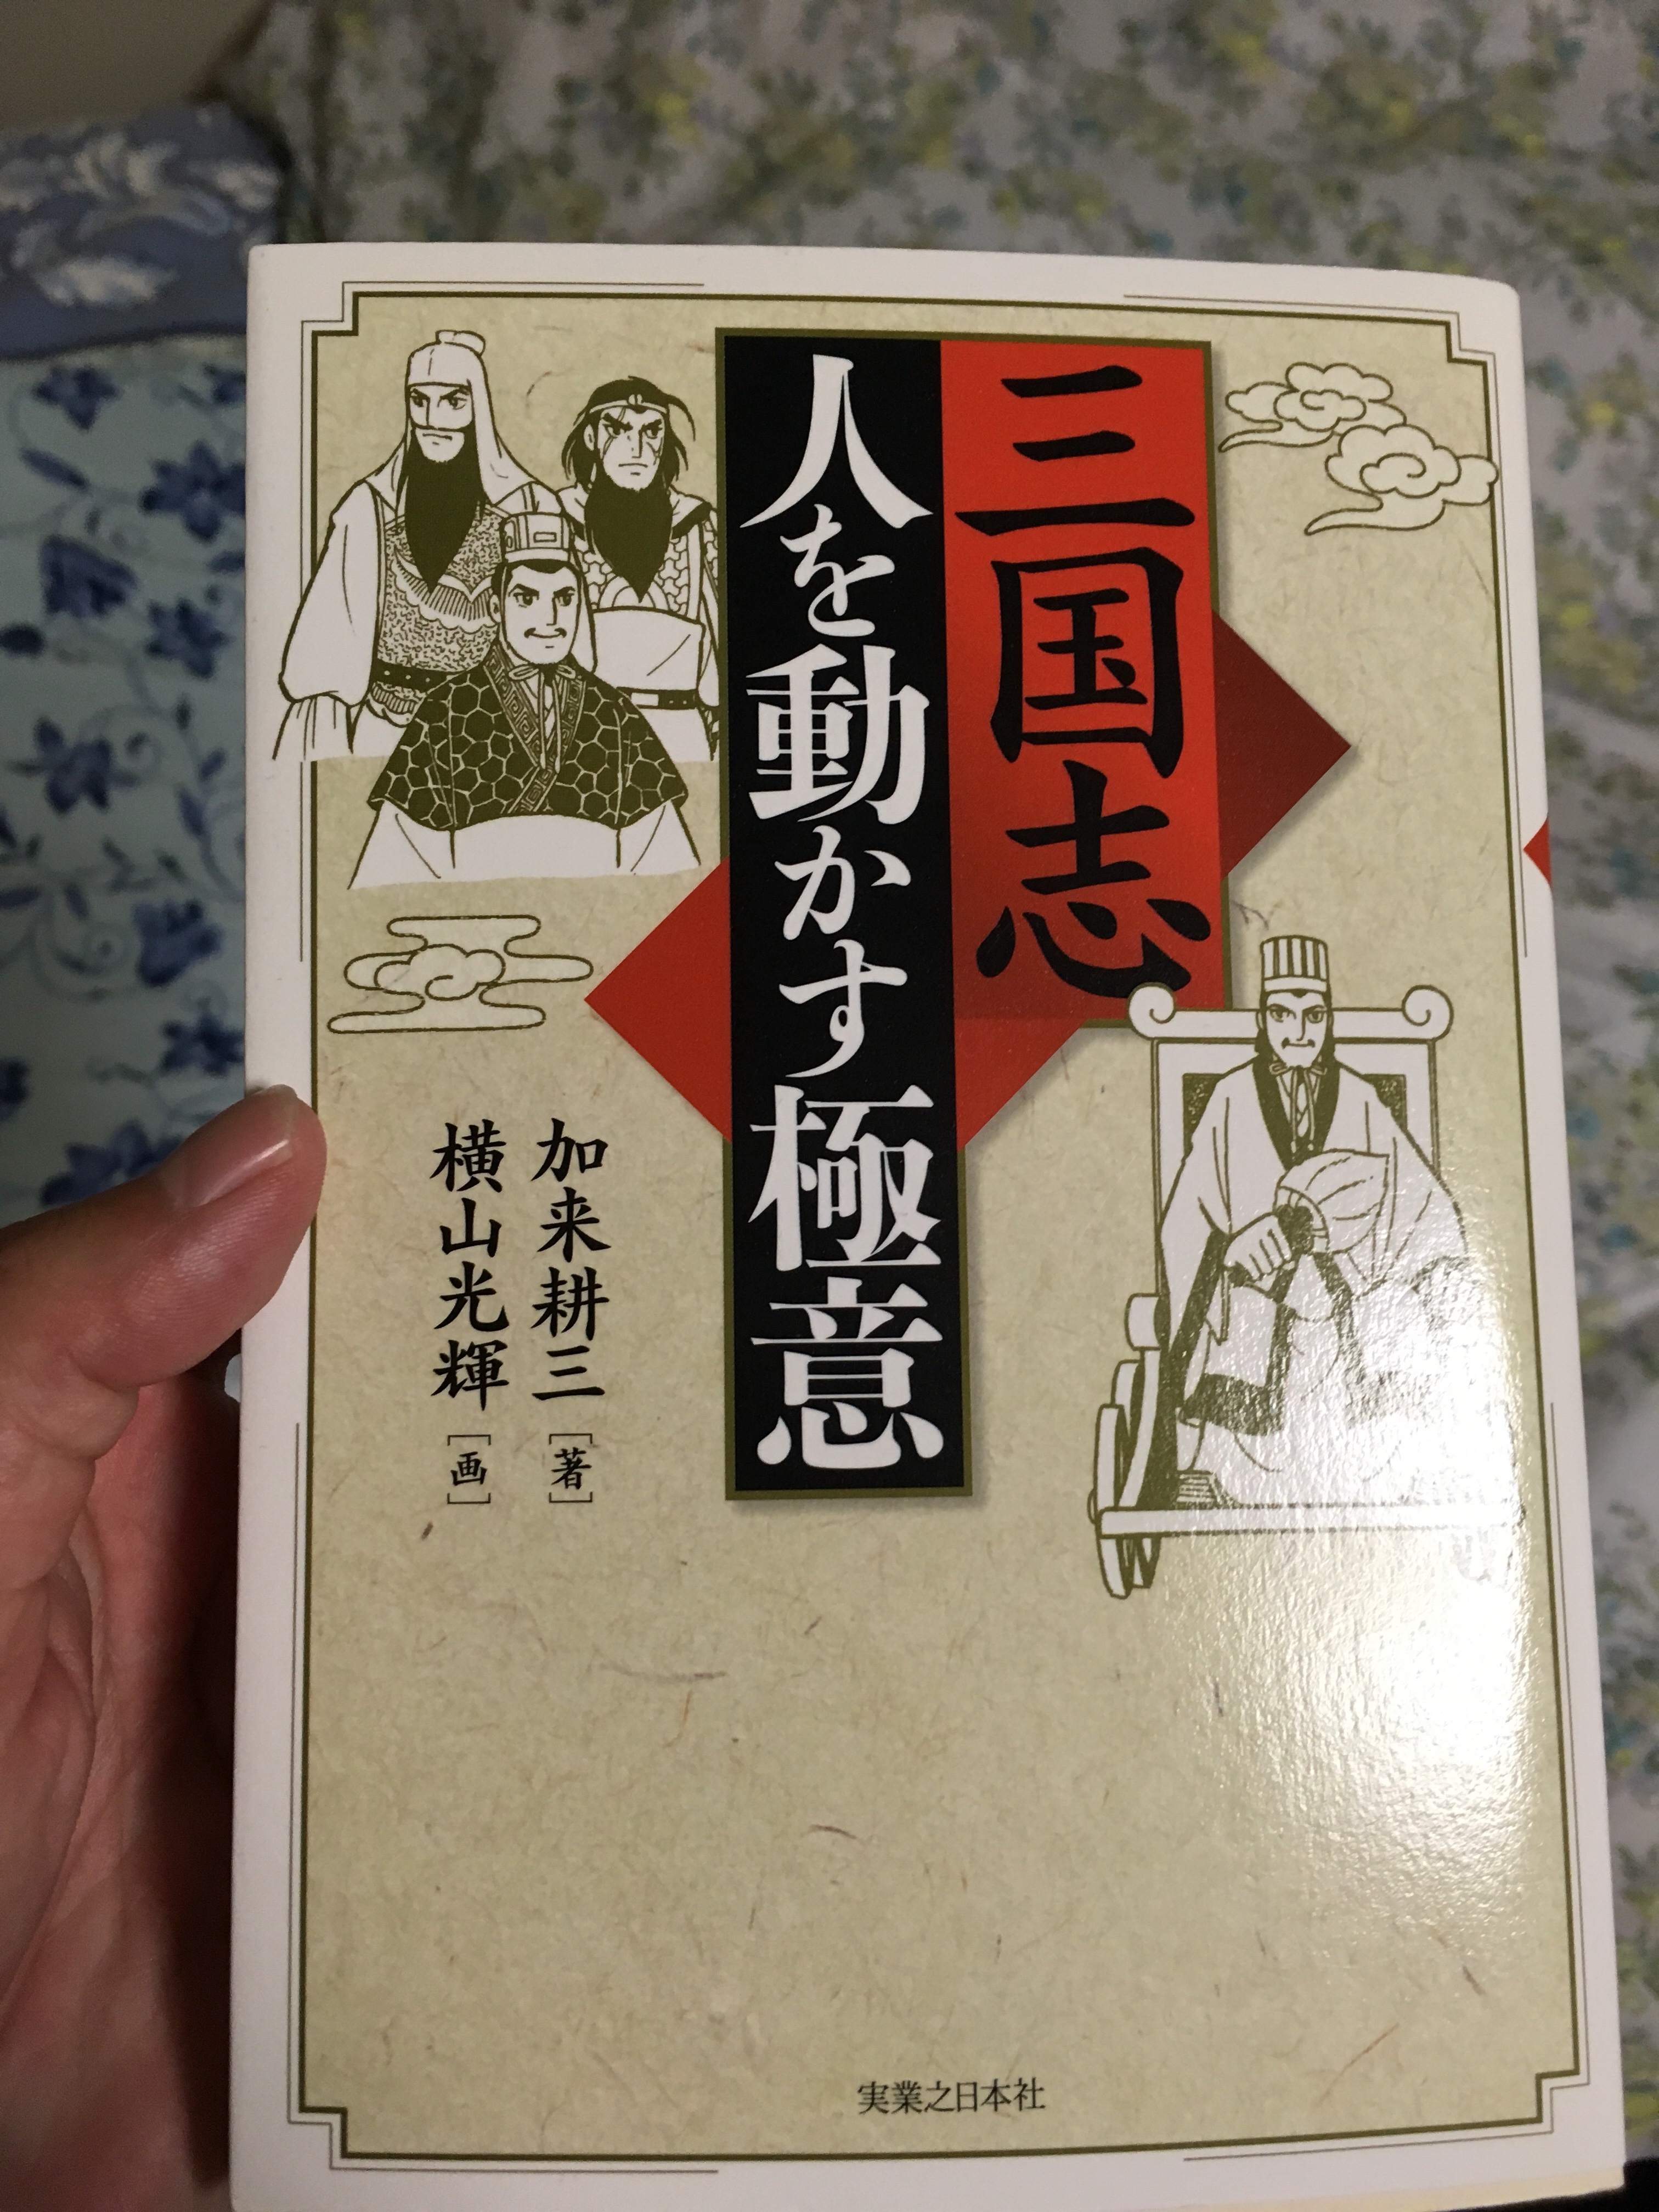 三国志
人を動かす極意
加来耕三[著]
横山光輝[画]
実業之日本社